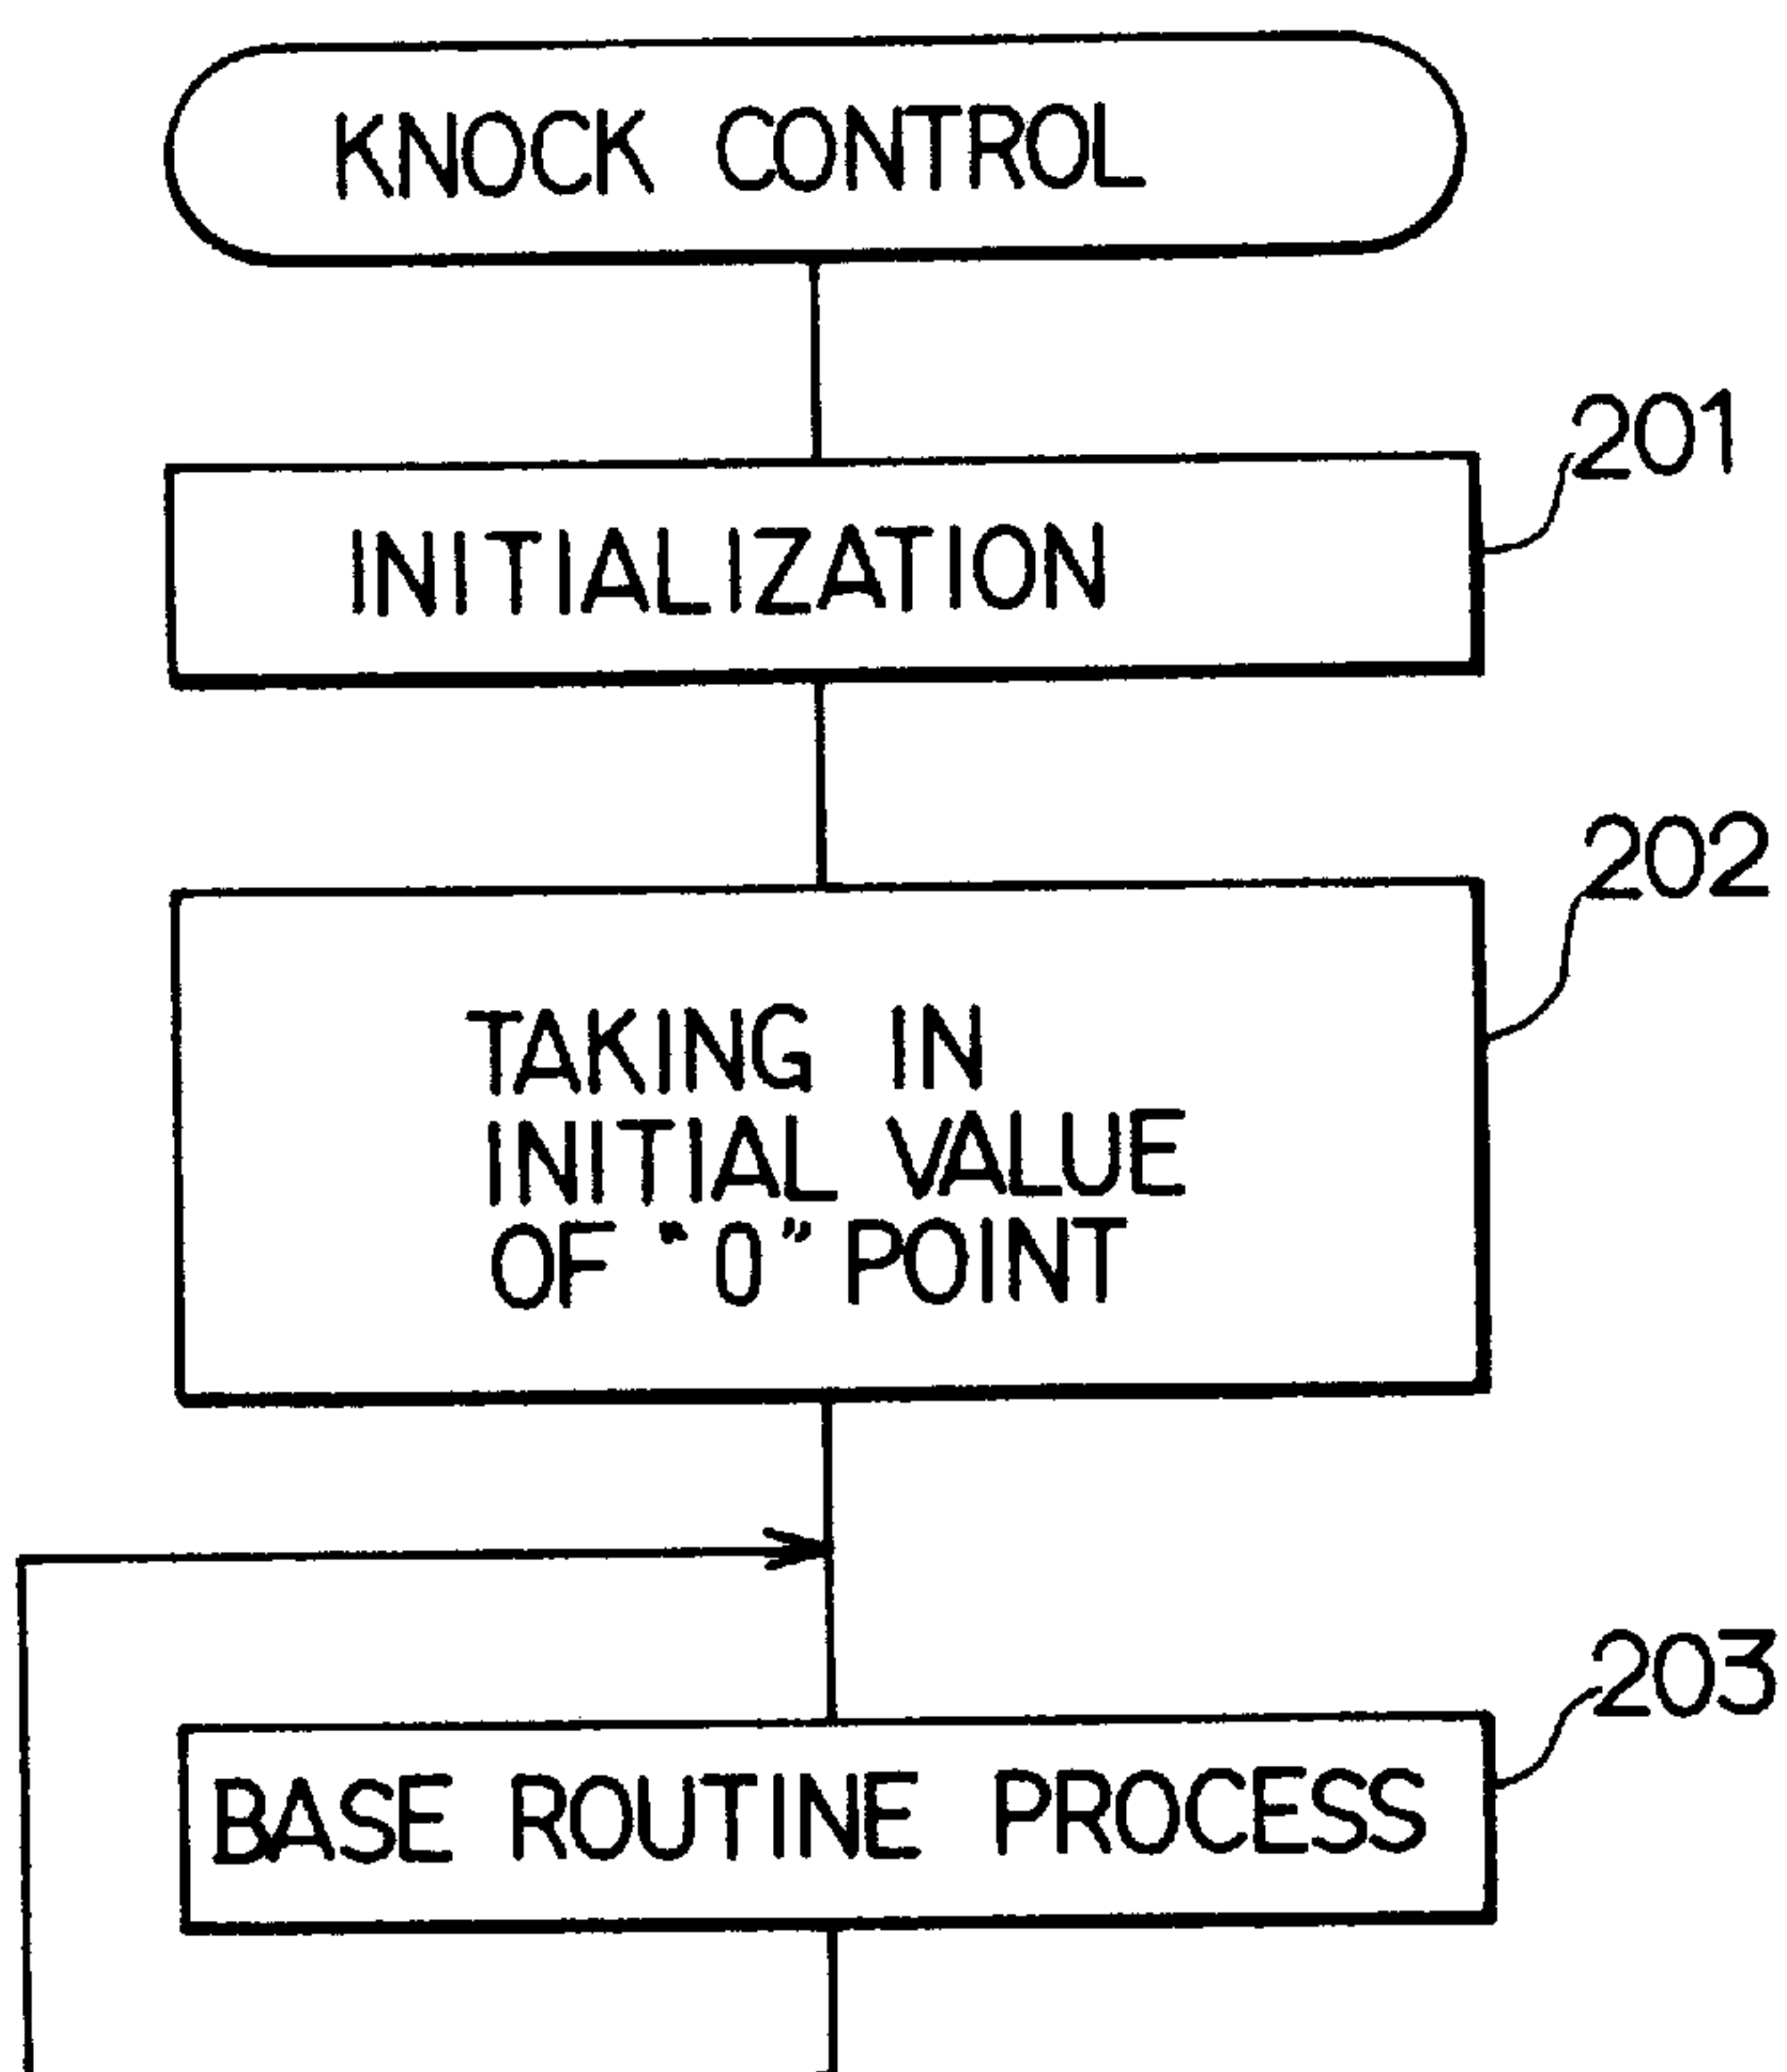 KNOCK CONTROL
201
INITIALIZATION
202
TAKING IN
INITIAL VALUE
OF "0" POINT
203
BASE ROUTINE PROCESS